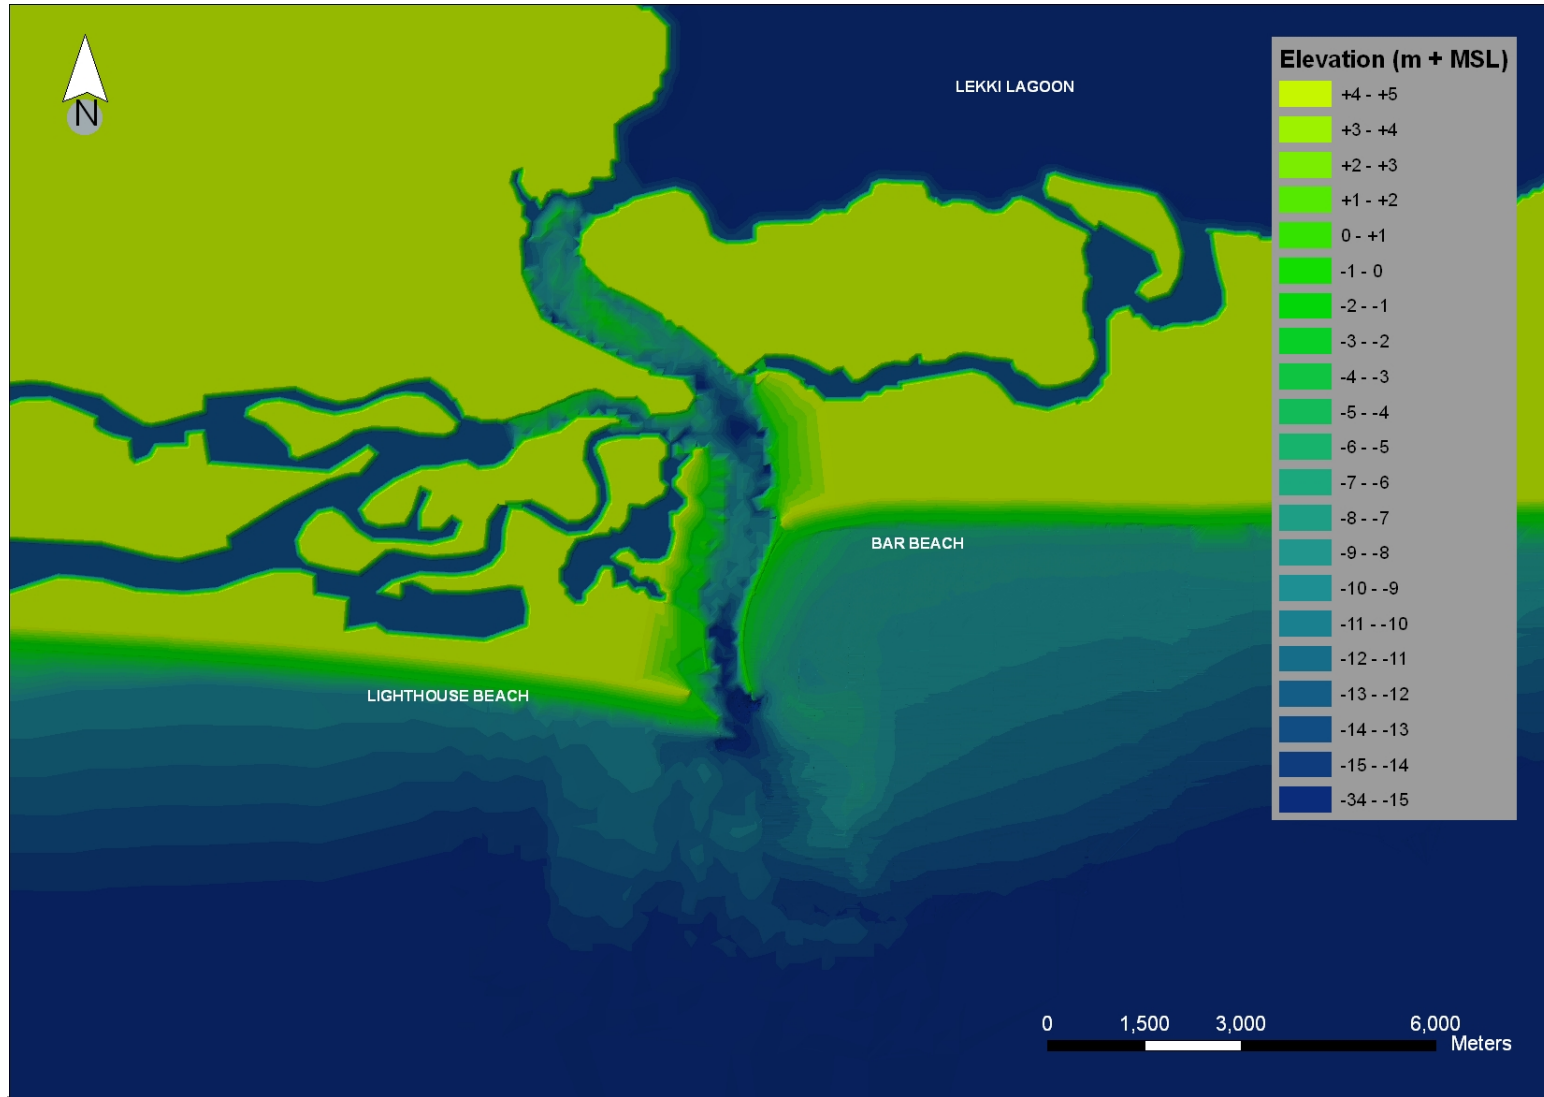 N
LEKKI LAGOON
Elevation (m + MSL)
+4 - +5
+3 - +4
+2 - +3
+1 - +2
0 - +1
-1 - 0
-2 - -1
-3 - -2
-4 - -3
-5 - -4
-6 - -5
-7 - -6
-8 - -7
-9 - -8
-10 - -9
-11 - -10
-12 - -11
-13 - -12
-14 - -13
-15 - -14
-34 - -15
BAR BEACH
LIGHTHOUSE BEACH
0 1,500 3,000 6,000
Meters